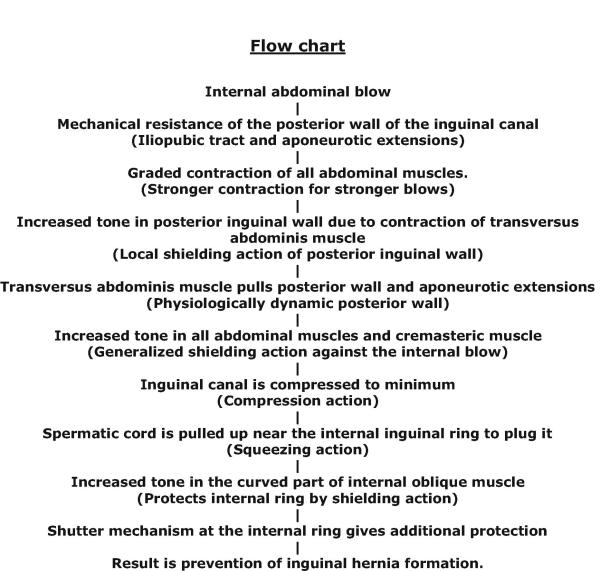 Flow chart
Internal abdominal blow
Mechanical resistance of the posterior wall of the inguinal canal
(Iliopubic tract and aponeurotic extensions)
Graded contraction of all abdominal muscles.
(Stronger contraction for stronger blows)
Increased tone in posterior inguinal wall due to contraction of transversus
abdominis muscle
(Local shielding action of posterior inguinal wall)
Transversus abdominis muscle pulls posterior wall and aponeurotic extensions
(Physiologically dynamic posterior wall)
Increased tone in all abdominal muscles and cremasteric muscle
(Generalized shielding action against the internal blow)
Inguinal canal is compressed to minimum
(Compression action)
Spermatic cord is pulled up near the internal inguinal ring to plug it
(Squeezing action)
Increased tone in the curved part of internal oblique muscle
(Protects internal ring by shielding action)
Shutter mechanism at the internal ring gives additional protection
Result is prevention of inguinal hernia formation.